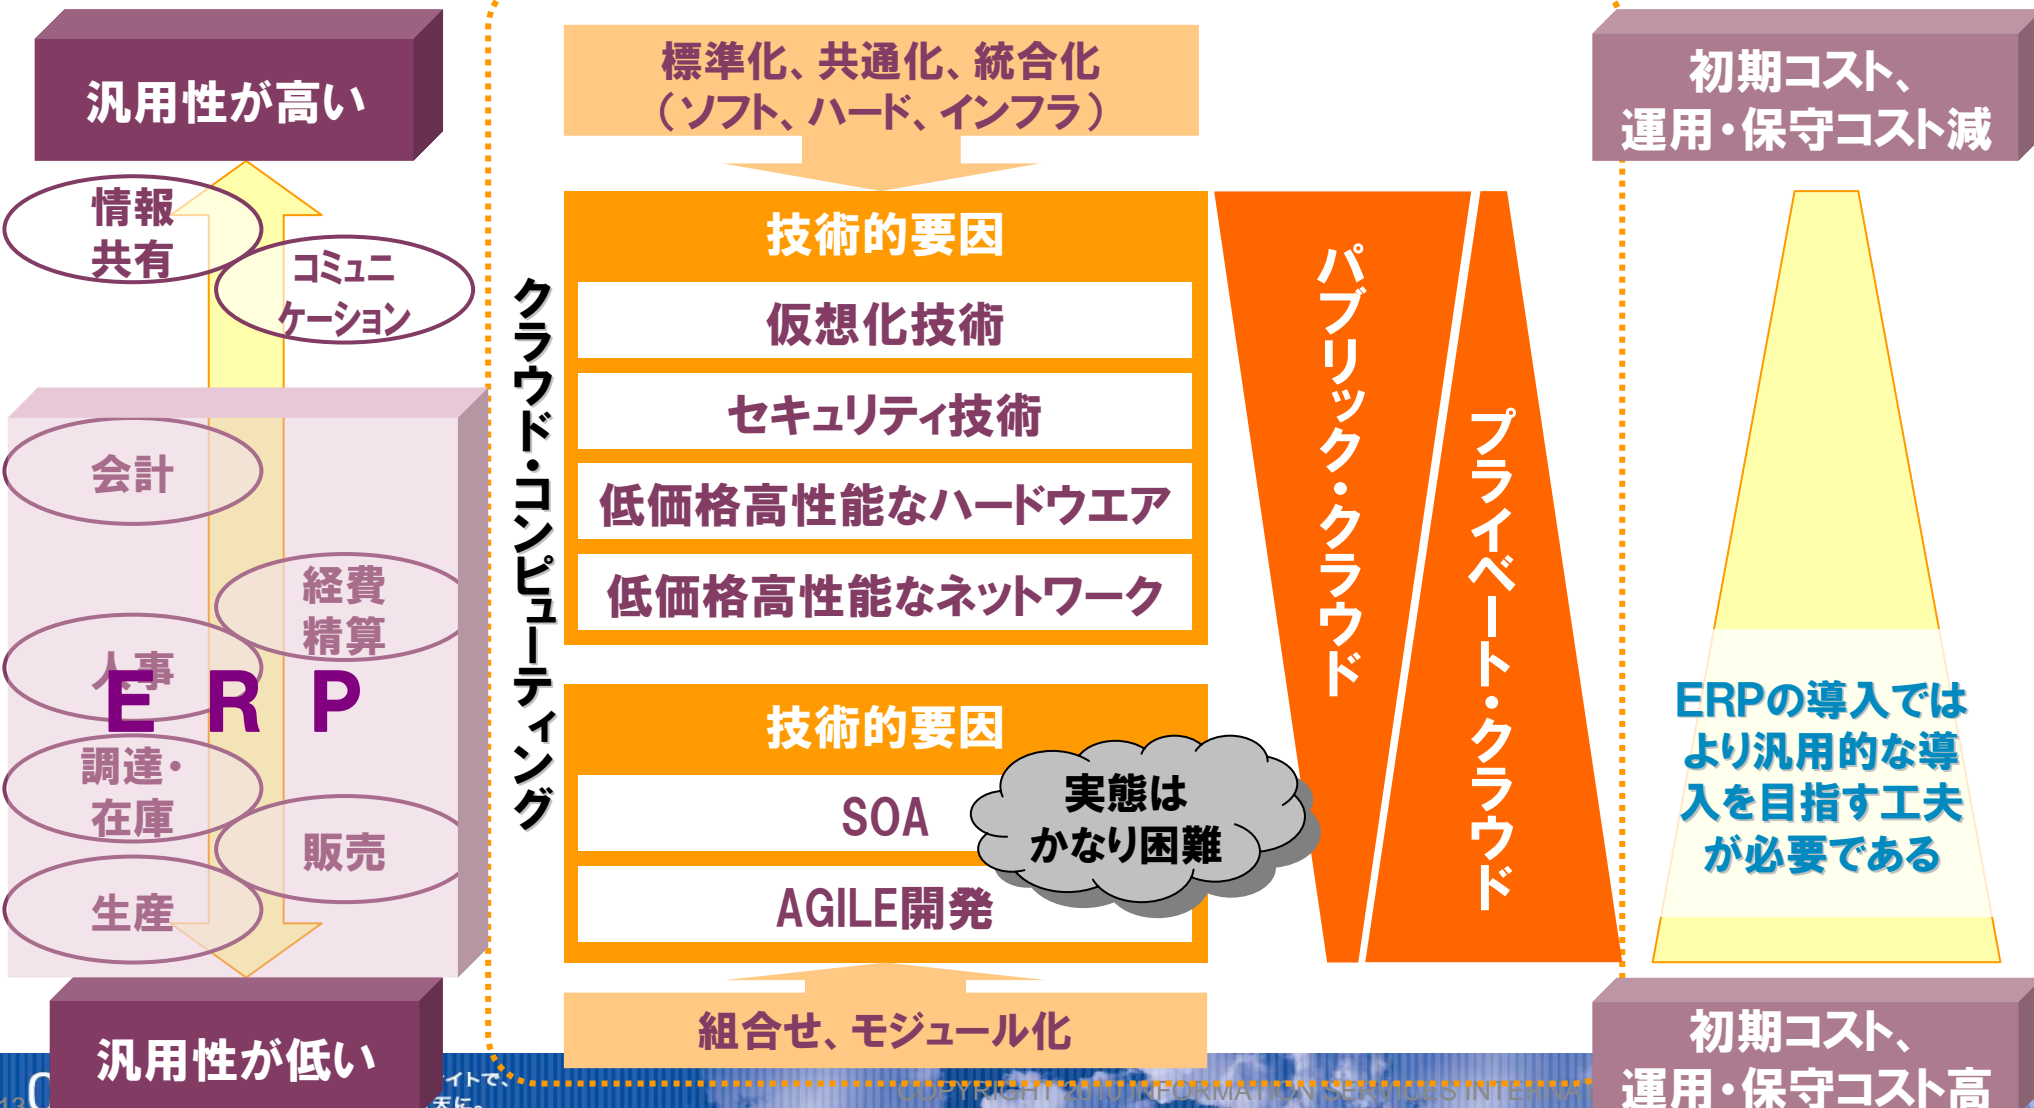 汎用性が高い
情報
共有
コミュニ
ケーション
会計
経費
精算
人事
ERP
調達・
在庫
販売
生産
汎用性が低い
クラウド・コンピューティング
標準化、共通化、統合化
（ソフト、ハード、インフラ）
技術的要因
仮想化技術
セキュリティ技術
低価格高性能なハードウエア
低価格高性能なネットワーク
技術的要因
SOA
実態は
かなり困難
AGILE開発
組合せ、モジュール化
パブリック・クラウド
プライベート・クラウド
初期コスト、
運用・保守コスト減
ERPの導入では
より汎用的な導
入を目指す工夫
が必要である
初期コスト、
運用・保守コスト高
イトで、
天に。
13
COPYRIGHT 2010 INFORMATION SERVICES INTERNA